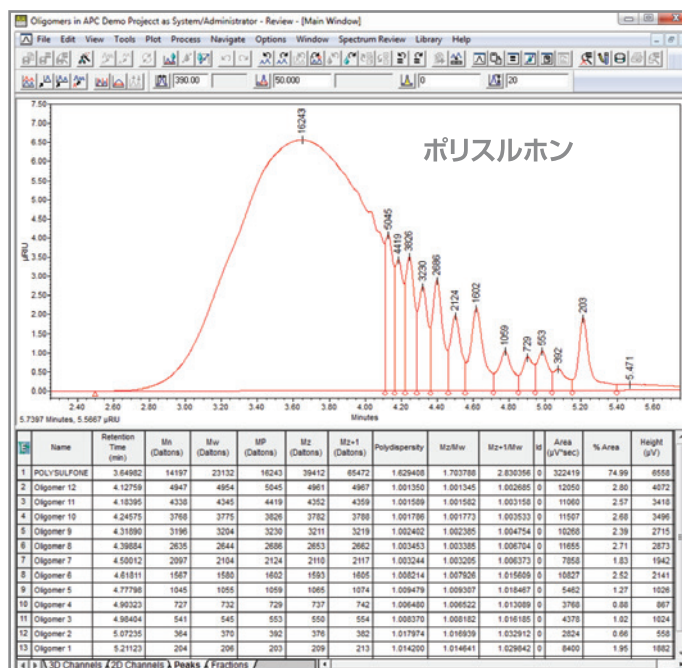 Oligomers in APC Demo Projecct as System/Administrator - Review - [Main Window]
File Edit View Tools Plot Process Navigate Options Window Spectrum Review Library Help
390.00 50.000 0 20
ポリスルホン
7.50
7.00
6.50
6.00
5.50
5.00
4.50
4.00
3.50
3.00
2.50
2.00
1.50
1.00
0.50
0.00
µRIU
16243
5045
4419
3826
3230
2686
2124
1602
1059
729
553
392
203
5.471
2.40 2.80 3.20 3.60 4.00 4.20 4.40 4.60 4.80 5.00 5.20 5.40 5.60
Minutes
5.7397 Minutes, 5.5667 µRIU
Name Retention Time (min) Mn (Daltons) Mw (Daltons) MP (Daltons) Mz (Daltons) Mz+1 (Daltons) Polydispersity Mz/Mw Mz+1/Mw Id Area (µV*sec) % Area Height (µV)
1 POLYSULFONE 3.64982 14197 23132 16243 39412 65472 1.629408 1.703788 2.830356 0 322419 74.99 6558
2 Oligomer 12 4.12759 4947 4954 5045 4961 4967 1.001350 1.001345 1.002685 0 12050 2.80 4072
3 Oligomer 11 4.18395 4338 4345 4419 4352 4359 1.001589 1.001582 1.003158 0 11060 2.57 3418
4 Oligomer 10 4.24575 3768 3775 3826 3782 3788 1.001786 1.001773 1.003533 0 11507 2.68 3496
5 Oligomer 9 4.31890 3196 3204 3230 3211 3219 1.002402 1.002385 1.004754 0 10268 2.39 2715
6 Oligomer 8 4.39884 2635 2644 2686 2653 2662 1.003453 1.003385 1.006704 0 11655 2.71 2873
7 Oligomer 7 4.50012 2097 2104 2124 2110 2117 1.003244 1.003205 1.006373 0 7858 1.83 1942
8 Oligomer 6 4.61811 1567 1580 1602 1593 1605 1.008214 1.007926 1.015609 0 10827 2.52 2141
9 Oligomer 5 4.77798 1045 1055 1059 1065 1074 1.009479 1.009307 1.018467 0 5462 1.27 1026
10 Oligomer 4 4.90323 727 732 729 737 742 1.006480 1.006522 1.013089 0 3768 0.88 867
11 Oligomer 3 4.98404 541 545 553 550 554 1.008370 1.008182 1.016185 0 4378 1.02 1024
12 Oligomer 2 5.07235 364 370 392 376 382 1.017974 1.016939 1.032912 0 2824 0.66 558
13 Oligomer 1 5.21123 204 206 203 209 213 1.014200 1.014641 1.029842 0 8400 1.95 1882
3D Channels 2D Channels Peaks Fractions